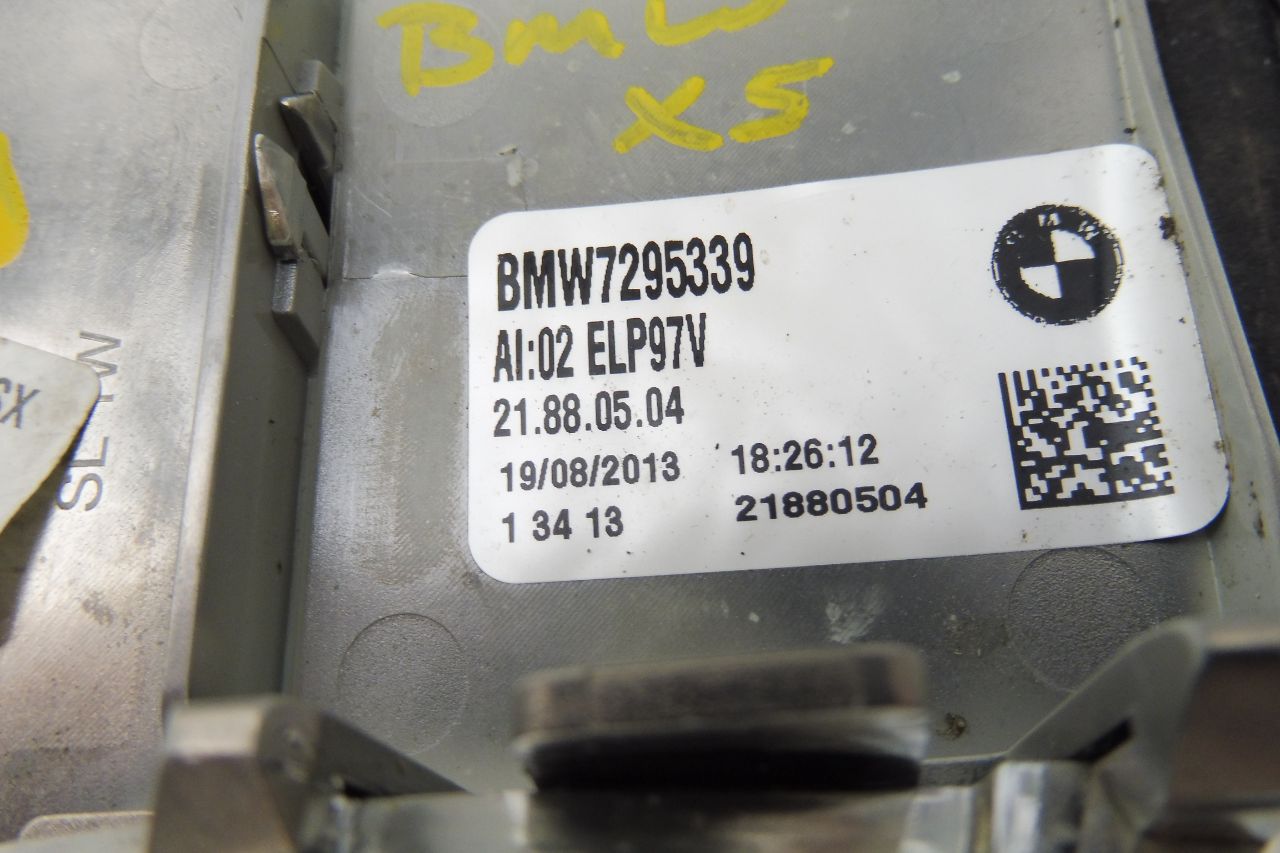 BMW
X5
BMW7295339
AI:02 ELP97V
21.88.05.04
19/08/2013 18:26:12
1 34 13 21880504
BMW